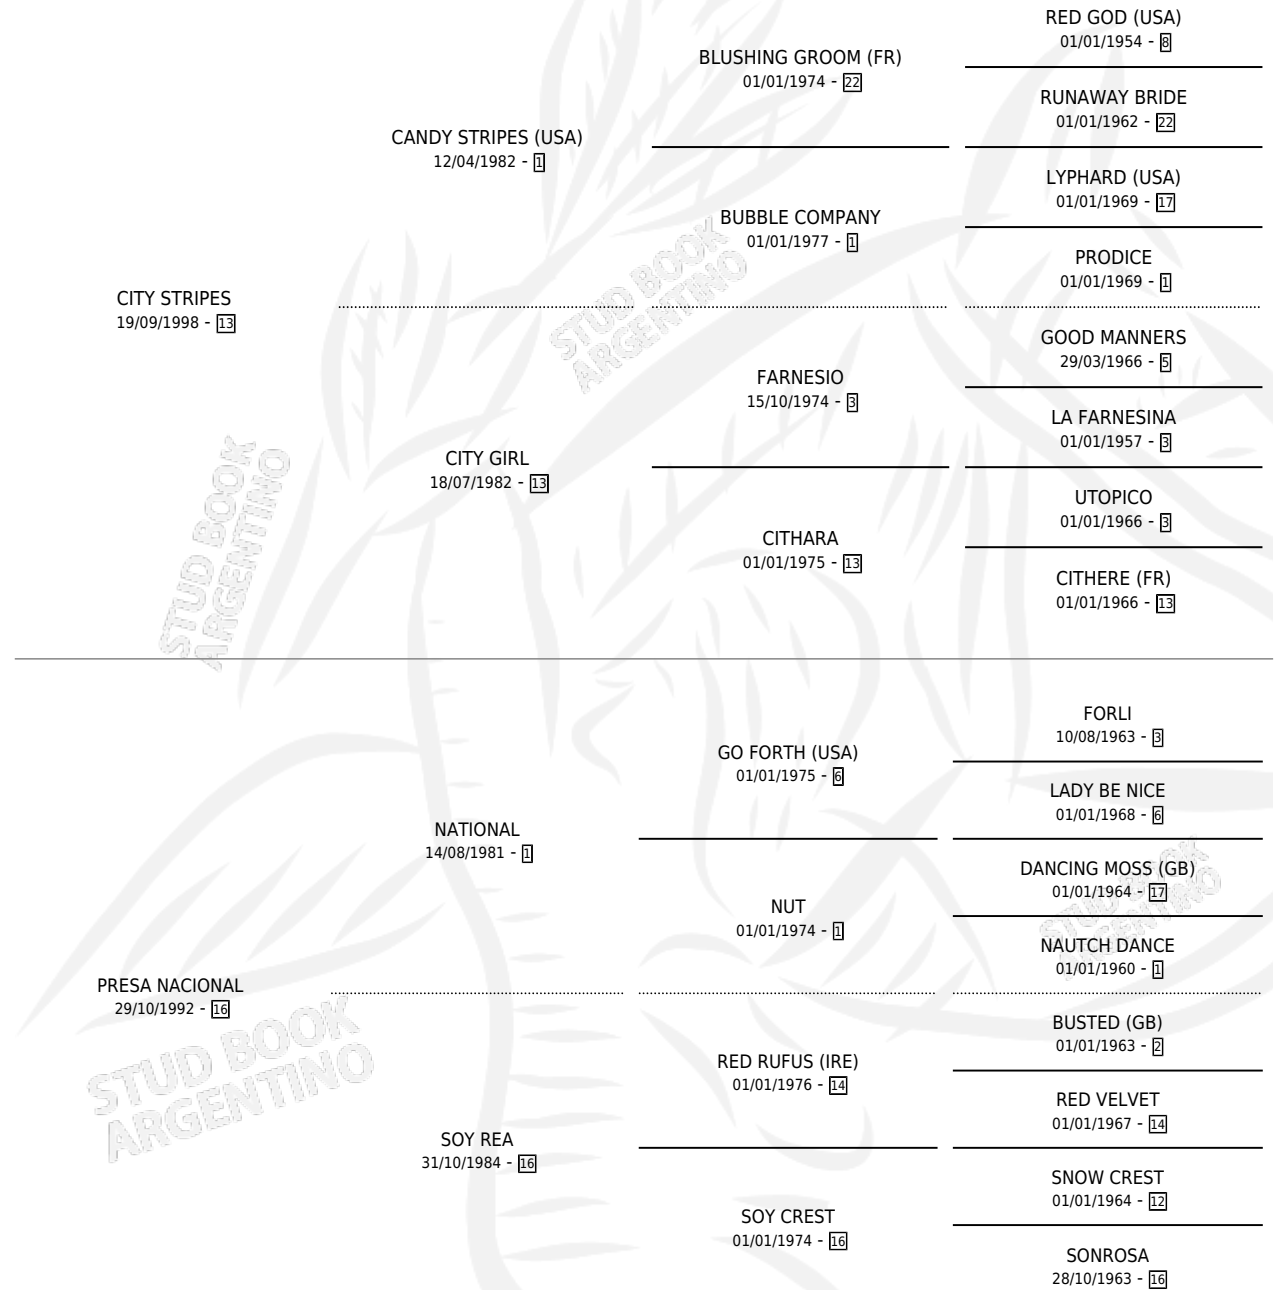 RED GOD (USA)
01/01/1954 - 8
BLUSHING GROOM (FR)
01/01/1974 - 22
RUNAWAY BRIDE
01/01/1962 - 22
CANDY STRIPES (USA)
12/04/1982 - 1
LYPHARD (USA)
01/01/1969 - 17
BUBBLE COMPANY
01/01/1977 - 1
PRODICE
01/01/1969 - 1
CITY STRIPES
19/09/1998 - 13
STUD BOOK
ARGENTINO
GOOD MANNERS
29/03/1966 - 5
FARNESIO
15/10/1974 - 3
LA FARNESINA
01/01/1957 - 3
CITY GIRL
18/07/1982 - 13
UTOPICO
01/01/1966 - 3
CITHARA
01/01/1975 - 13
CITHERE (FR)
01/01/1966 - 13
STUD BOOK
ARGENTINO
FORLI
10/08/1963 - 3
GO FORTH (USA)
01/01/1975 - 6
LADY BE NICE
01/01/1968 - 6
NATIONAL
14/08/1981 - 1
DANCING MOSS (GB)
01/01/1964 - 17
NUT
01/01/1974 - 1
STUD BOOK
ARGENTINO
NAUTCH DANCE
01/01/1960 - 1
PRESA NACIONAL
29/10/1992 - 16
STUD BOOK
ARGENTINO
BUSTED (GB)
01/01/1963 - 2
RED RUFUS (IRE)
01/01/1976 - 14
RED VELVET
01/01/1967 - 14
SOY REA
31/10/1984 - 16
SNOW CREST
01/01/1964 - 12
SOY CREST
01/01/1974 - 16
SONROSA
28/10/1963 - 16